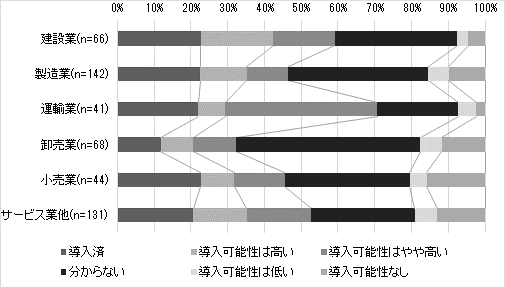 0% 10% 20% 30% 40% 50% 60% 70% 80% 90% 100%
建設業(n=66)
製造業(n=142)
運輸業(n=41)
卸売業(n=68)
小売業(n=44)
サービス業他(n=131)
導入済 導入可能性は高い 導入可能性はやや高い
分からない 導入可能性は低い 導入可能性なし